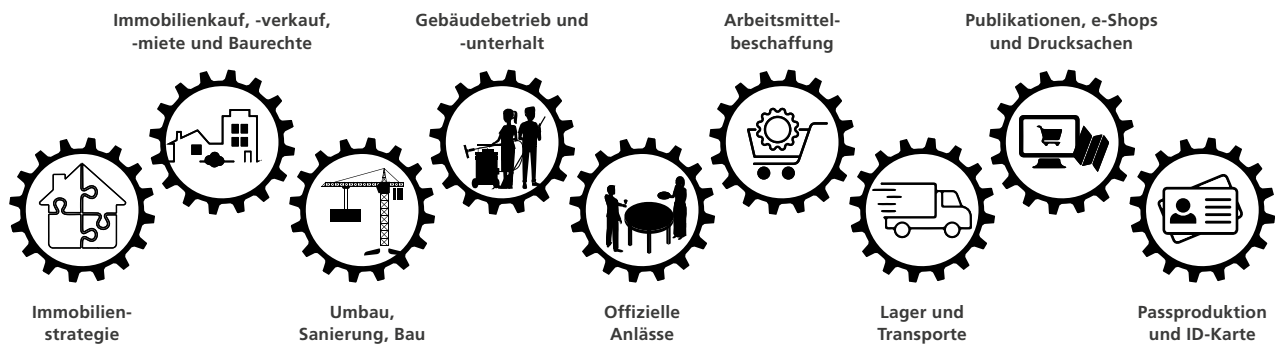 Immobilienkauf, -verkauf,
-miete und Baurechte
Gebäudebetrieb und
-unterhalt
Arbeitsmittel-
beschaffung
Publikationen, e-Shops
und Drucksachen
Immobilien-
strategie
Umbau,
Sanierung, Bau
Offizielle
Anlässe
Lager und
Transporte
Passproduktion
und ID-Karte